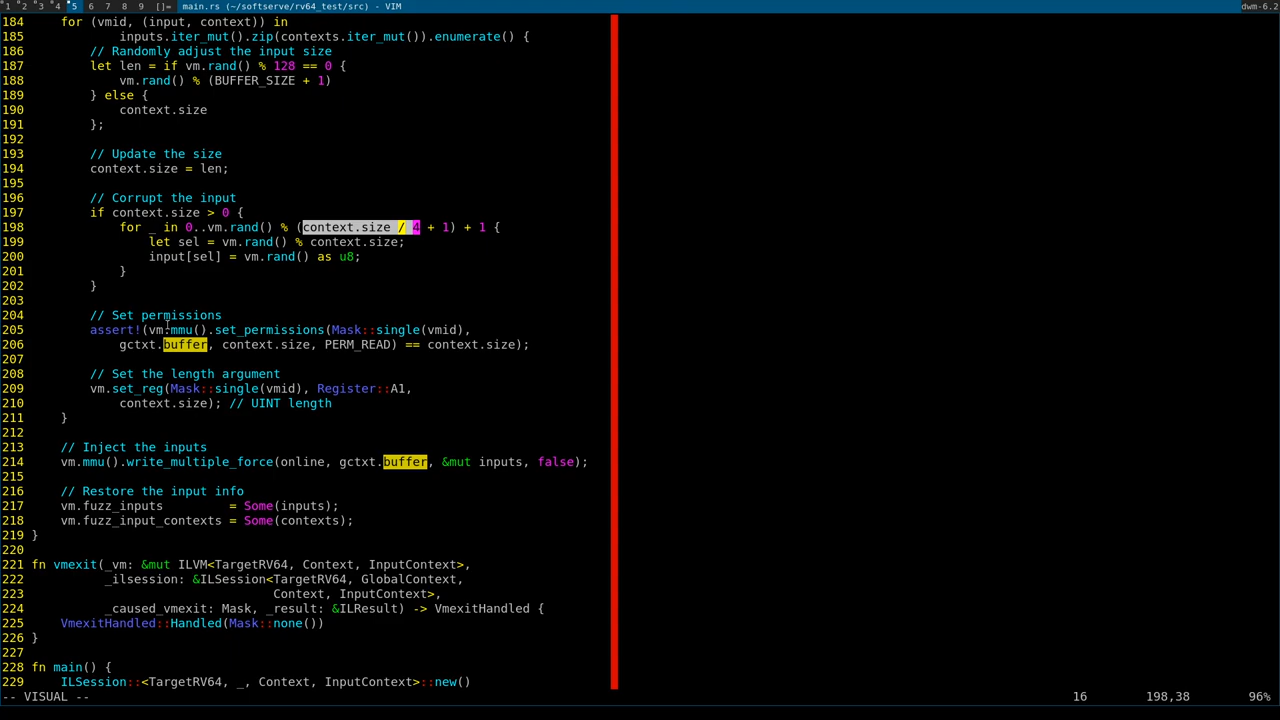 1 2 3 4 5 6 7 8 9 []= main.rs (~/softserve/rv64_test/src) - VIM dwm-6.2
184     for (vmid, (input, context)) in
185             inputs.iter_mut().zip(contexts.iter_mut()).enumerate() {
186         // Randomly adjust the input size
187         let len = if vm.rand() % 128 == 0 {
188             vm.rand() % (BUFFER_SIZE + 1)
189         } else {
190             context.size
191         };
192
193         // Update the size
194         context.size = len;
195
196         // Corrupt the input
197         if context.size > 0 {
198             for _ in 0..vm.rand() % (context.size / 4 + 1) + 1 {
199                 let sel = vm.rand() % context.size;
200                 input[sel] = vm.rand() as u8;
201             }
202         }
203
204         // Set permissions
205         assert!(vm.mmu().set_permissions(Mask::single(vmid),
206             gctxt.buffer, context.size, PERM_READ) == context.size);
207
208         // Set the length argument
209         vm.set_reg(Mask::single(vmid), Register::A1,
210             context.size); // UINT length
211     }
212
213     // Inject the inputs
214     vm.mmu().write_multiple_force(online, gctxt.buffer, &mut inputs, false);
215
216     // Restore the input info
217     vm.fuzz_inputs         = Some(inputs);
218     vm.fuzz_input_contexts = Some(contexts);
219 }
220
221 fn vmexit(_vm: &mut ILVM<TargetRV64, Context, InputContext>,
222           _ilsession: &ILSession<TargetRV64, GlobalContext,
223                                  Context, InputContext>,
224           _caused_vmexit: Mask, _result: &ILResult) -> VmexitHandled {
225     VmexitHandled::Handled(Mask::none())
226 }
227
228 fn main() {
229     ILSession::<TargetRV64, _, Context, InputContext>::new()
-- VISUAL -- 16 198,38 96%